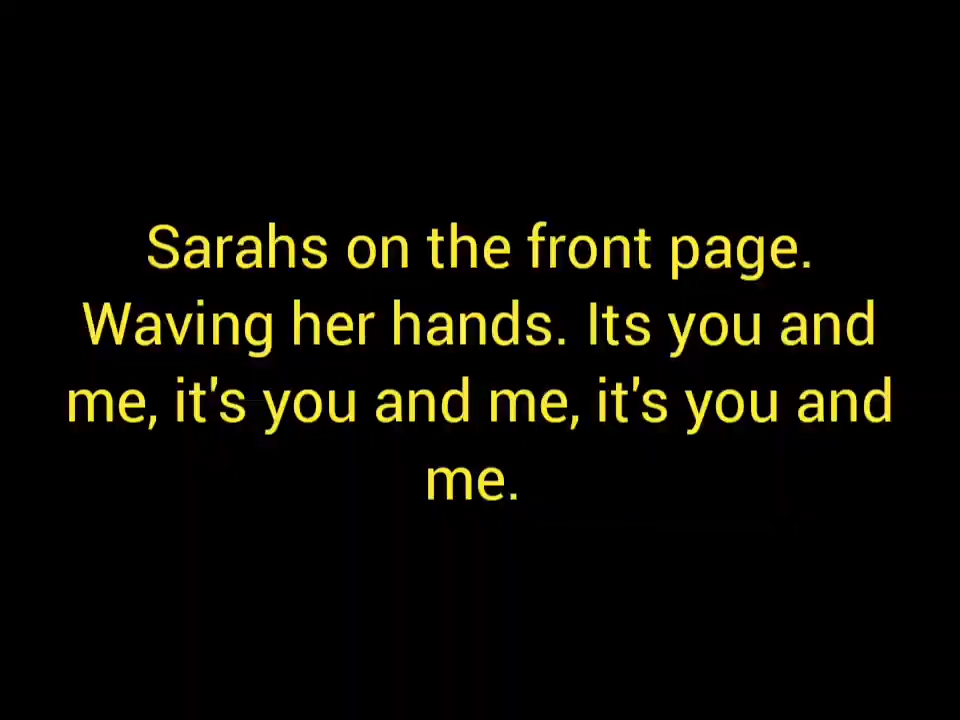 Sarahs on the front page.
Waving her hands. Its you and
me, it's you and me, it's you and
me.